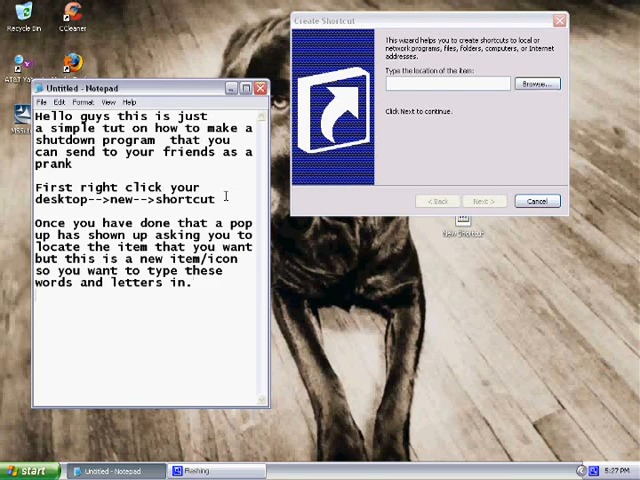 Recycle Bin
CCleaner
AT&T Ya
Untitled - Notepad
File Edit Format View Help
Hello guys this is just
a simple tut on how to make a
shutdown program that you
can send to your friends as a
prank
First right click your
desktop-->new-->shortcut
Once you have done that a pop
up has shown up asking you to
locate the item that you want
but this is a new item/icon
so you want to type these
words and letters in.
Create Shortcut
This wizard helps you to create shortcuts to local or
network programs, files, folders, computers, or Internet
addresses.
Type the location of the item:
Browse...
Click Next to continue.
< Back Next > Cancel
New Shortcut
start
Untitled - Notepad
Flashing
5:27 PM